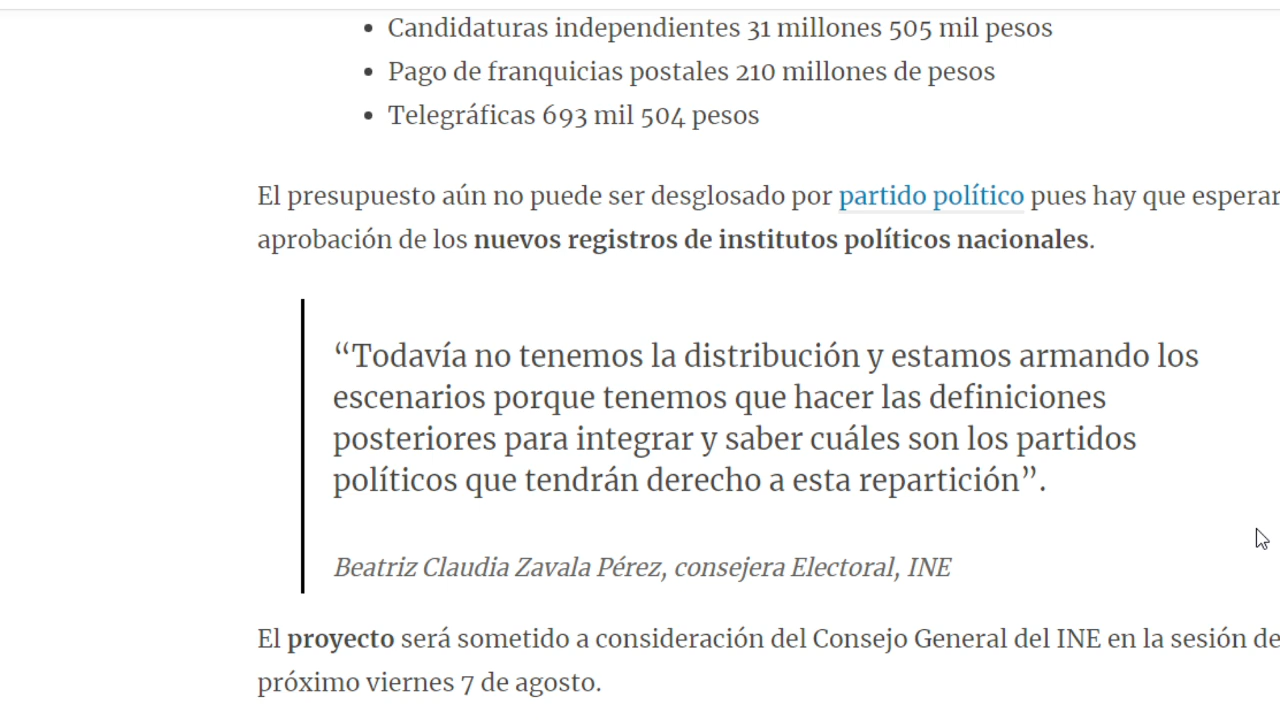 • Candidaturas independientes 31 millones 505 mil pesos
• Pago de franquicias postales 210 millones de pesos
• Telegráficas 693 mil 504 pesos
El presupuesto aún no puede ser desglosado por partido político pues hay que esperar
aprobación de los nuevos registros de institutos políticos nacionales.
“Todavía no tenemos la distribución y estamos armando los
escenarios porque tenemos que hacer las definiciones
posteriores para integrar y saber cuáles son los partidos
políticos que tendrán derecho a esta repartición”.
Beatriz Claudia Zavala Pérez, consejera Electoral, INE
El proyecto será sometido a consideración del Consejo General del INE en la sesión de
próximo viernes 7 de agosto.